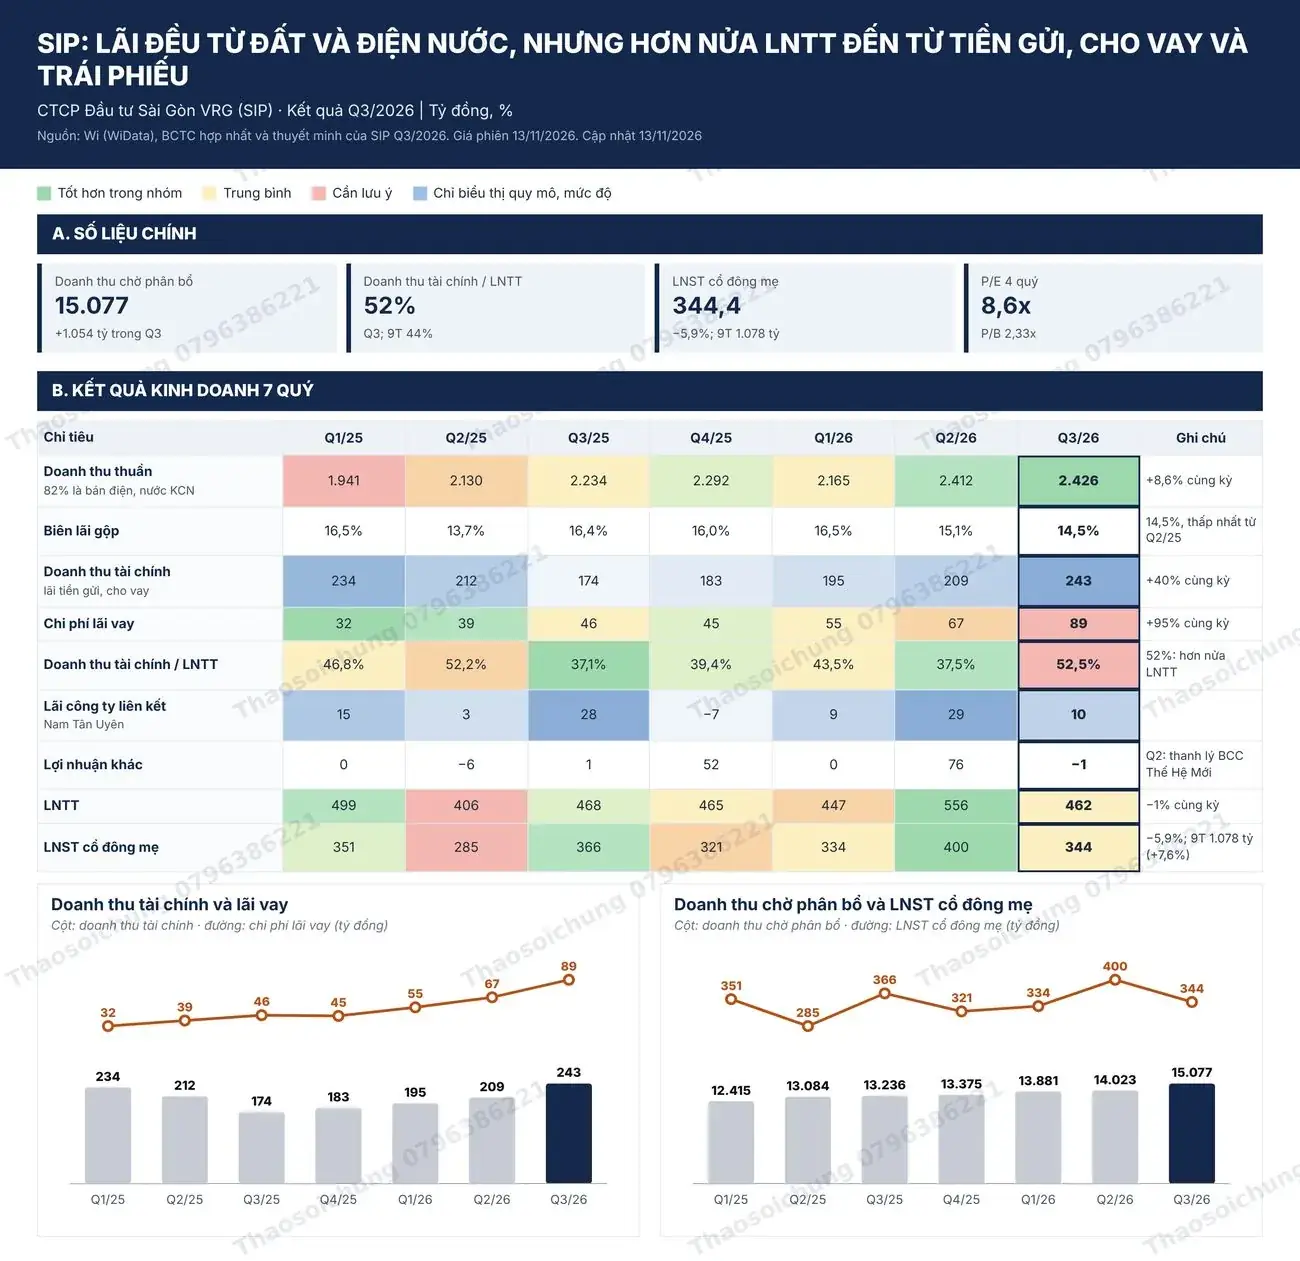 SIP: LÃI ĐỀU TỪ ĐẤT VÀ ĐIỆN NƯỚC, NHƯNG HƠN NỬA LNTT ĐẾN TỪ TIỀN GỬI, CHO VAY VÀ
TRÁI PHIẾU
CTCP Đầu tư Sài Gòn VRG (SIP) · Kết quả Q3/2026 | Tỷ đồng, %
Nguồn: Wi (WiData), BCTC hợp nhất và thuyết minh của SIP Q3/2026. Giá phiên 13/11/2026. Cập nhật 13/11/2026
Tốt hơn trong nhóm Trung bình Cần lưu ý Chỉ biểu thị quy mô, mức độ
A. SỐ LIỆU CHÍNH
Doanh thu chờ phân bổ
15.077
+1.054 tỷ trong Q3
Doanh thu tài chính / LNTT
52%
Q3; 9T 44%
LNST cổ đông mẹ
344,4
−5,9%; 9T 1.078 tỷ
P/E 4 quý
8,6x
P/B 2,33x
B. KẾT QUẢ KINH DOANH 7 QUÝ
Chỉ tiêu Q1/25 Q2/25 Q3/25 Q4/25 Q1/26 Q2/26 Q3/26 Ghi chú
Doanh thu thuần
82% là bán điện, nước KCN
1.941 2.130 2.234 2.292 2.165 2.412 2.426 +8,6% cùng kỳ
Biên lãi gộp 16,5% 13,7% 16,4% 16,0% 16,5% 15,1% 14,5% 14,5%, thấp nhất từ
Q2/25
Doanh thu tài chính
lãi tiền gửi, cho vay
234 212 174 183 195 209 243 +40% cùng kỳ
Chi phí lãi vay 32 39 46 45 55 67 89 +95% cùng kỳ
Doanh thu tài chính / LNTT 46,8% 52,2% 37,1% 39,4% 43,5% 37,5% 52,5% 52%: hơn nửa
LNTT
Lãi công ty liên kết
Nam Tân Uyên
15 3 28 −7 9 29 10
Lợi nhuận khác 0 −6 1 52 0 76 −1 Q2: thanh lý BCC
Thế Hệ Mới
LNTT 499 406 468 465 447 556 462 −1% cùng kỳ
LNST cổ đông mẹ 351 285 366 321 334 400 344 −5,9%; 9T 1.078 tỷ
(+7,6%)
Doanh thu tài chính và lãi vay
Cột: doanh thu tài chính · đường: chi phí lãi vay (tỷ đồng)
32 39 46 45 55 67 89
234 212 174 183 195 209 243
Q1/25 Q2/25 Q3/25 Q4/25 Q1/26 Q2/26 Q3/26
Doanh thu chờ phân bổ và LNST cổ đông mẹ
Cột: doanh thu chờ phân bổ · đường: LNST cổ đông mẹ (tỷ đồng)
351 285 366 321 334 400 344
12.415 13.084 13.236 13.375 13.881 14.023 15.077
Q1/25 Q2/25 Q3/25 Q4/25 Q1/26 Q2/26 Q3/26
Thaosoichung 0796386221